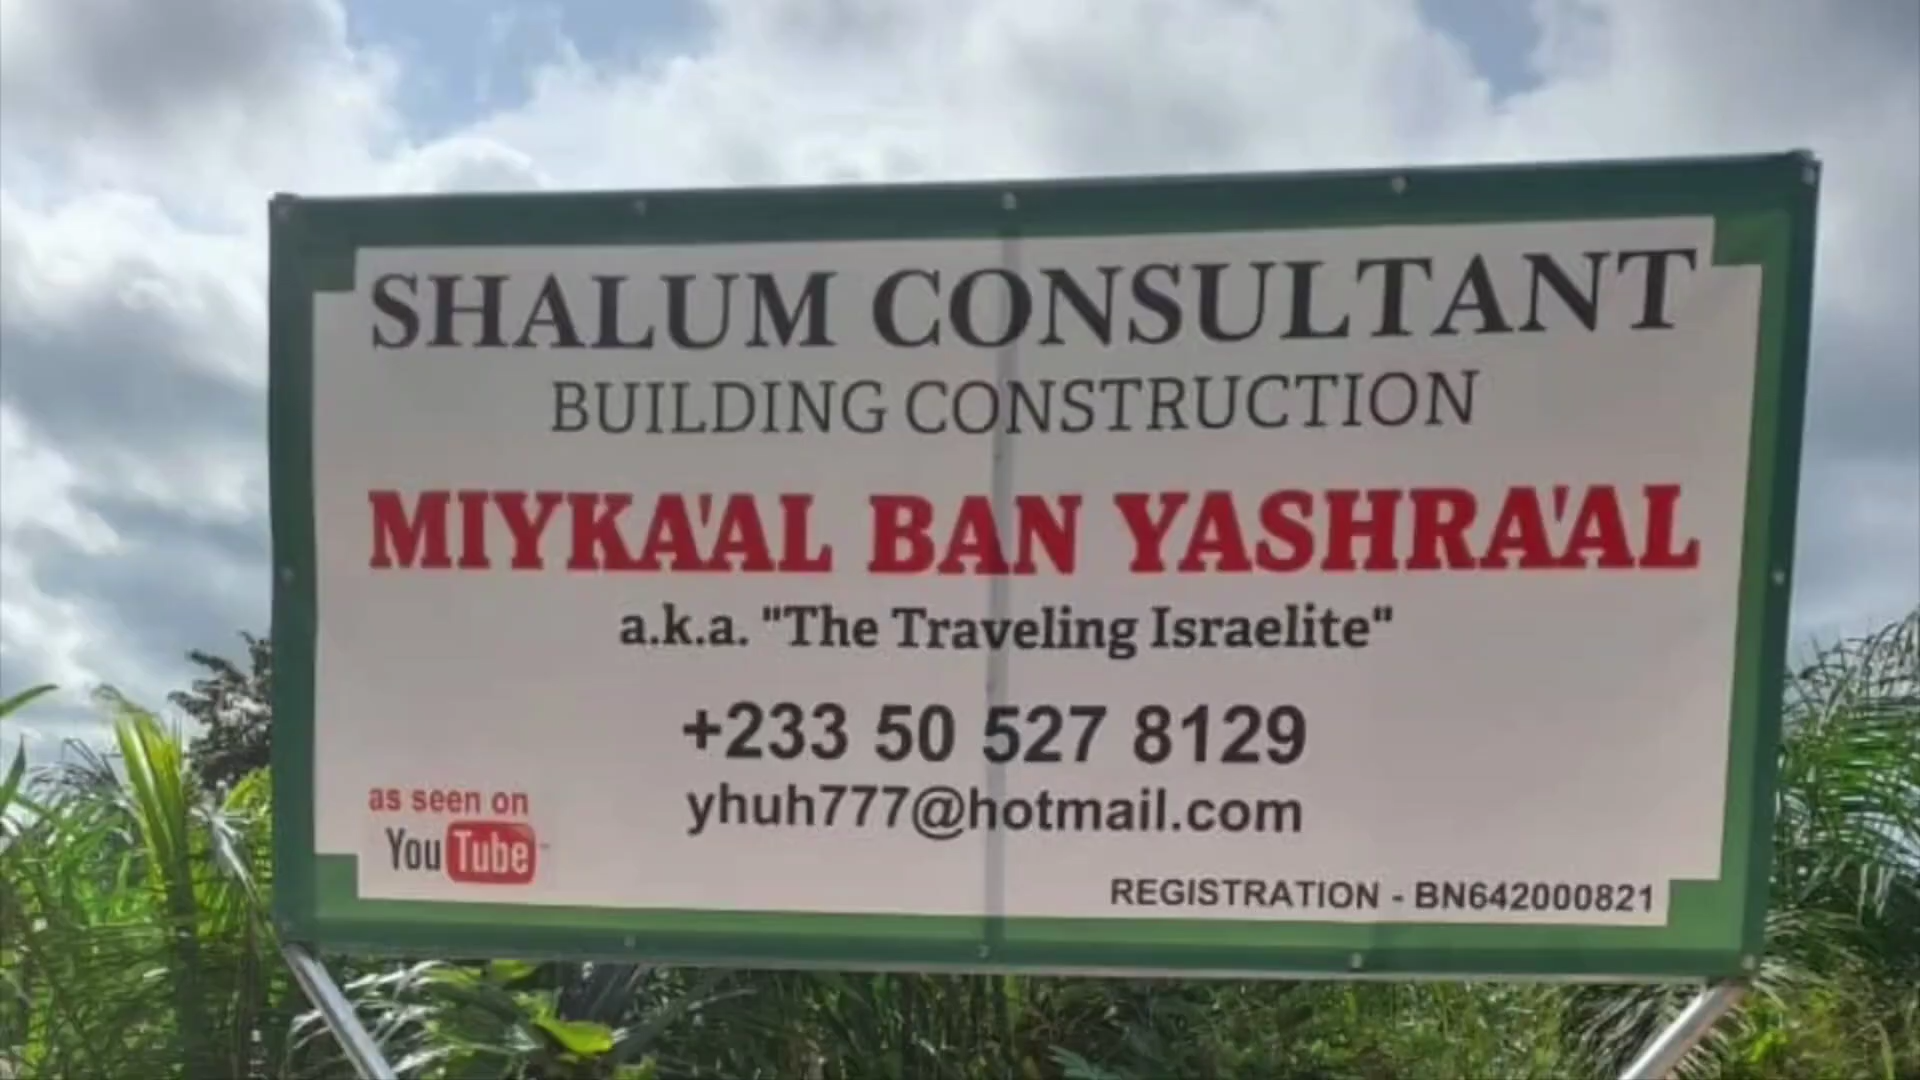 SHALUM CONSULTANT
BUILDING CONSTRUCTION
MIYKA'AL BAN YASHRA'AL
a.k.a. "The Traveling Israelite"
+233 50 527 8129
yhuh777@hotmail.com
as seen on
YouTube
REGISTRATION - BN642000821